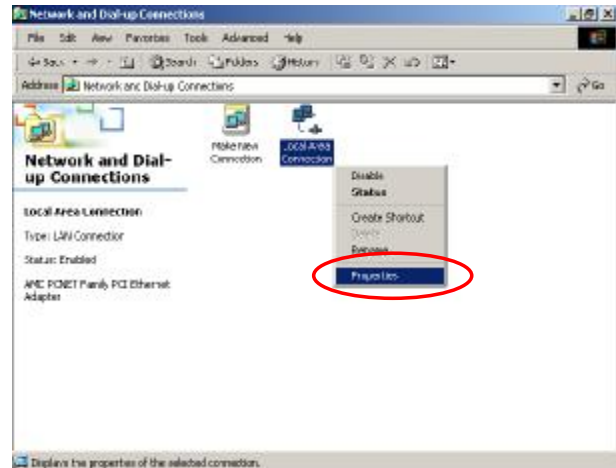 Network and Dial-up Connections
File Edit View Favorites Tools Advanced Help
Back Search Folders History
Address Network and Dial-up Connections Go
Make New Connection
Local Area Connection
Network and Dial-
up Connections
Local Area Connection
Type: LAN Connection
Status: Enabled
AMD PCNET Family PCI Ethernet
Adapter
Disable
Status
Create Shortcut
Delete
Rename
Properties
Displays the properties of the selected connection.